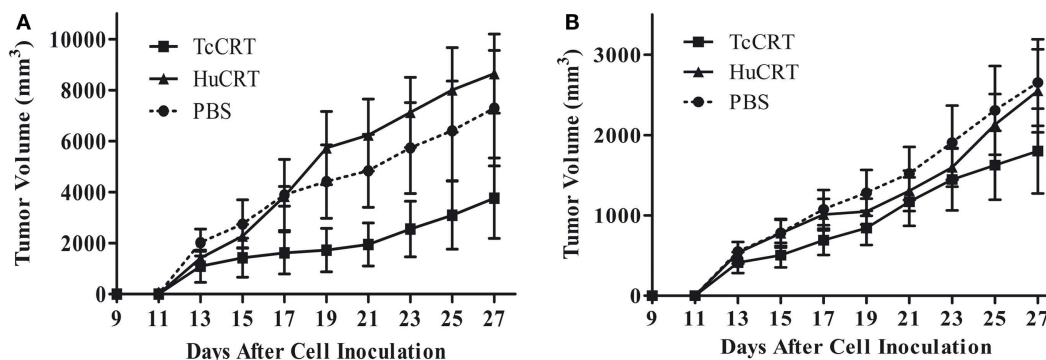 A
Tumor Volume (mm³)
10000
8000
6000
4000
2000
0
TcCRT
HuCRT
PBS
9 11 13 15 17 19 21 23 25 27
Days After Cell Inoculation
B
Tumor Volume (mm³)
3000
2000
1000
0
TcCRT
HuCRT
PBS
9 11 13 15 17 19 21 23 25 27
Days After Cell Inoculation